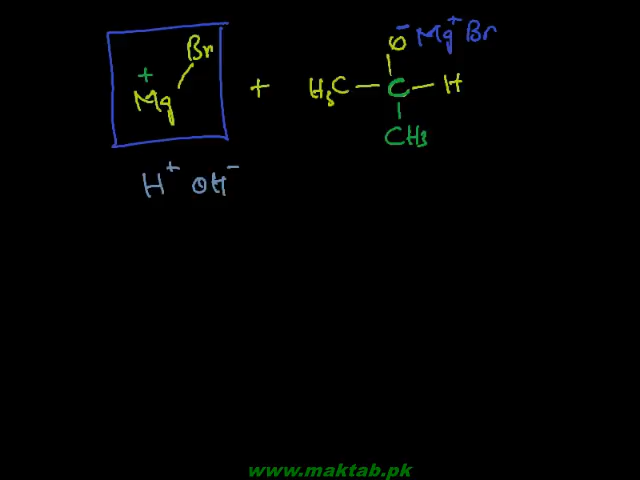 Br O⁻ Mg⁺ Br
⁺Mg + H₃C — C — H
CH₃
H⁺ OH⁻
www.maktab.pk